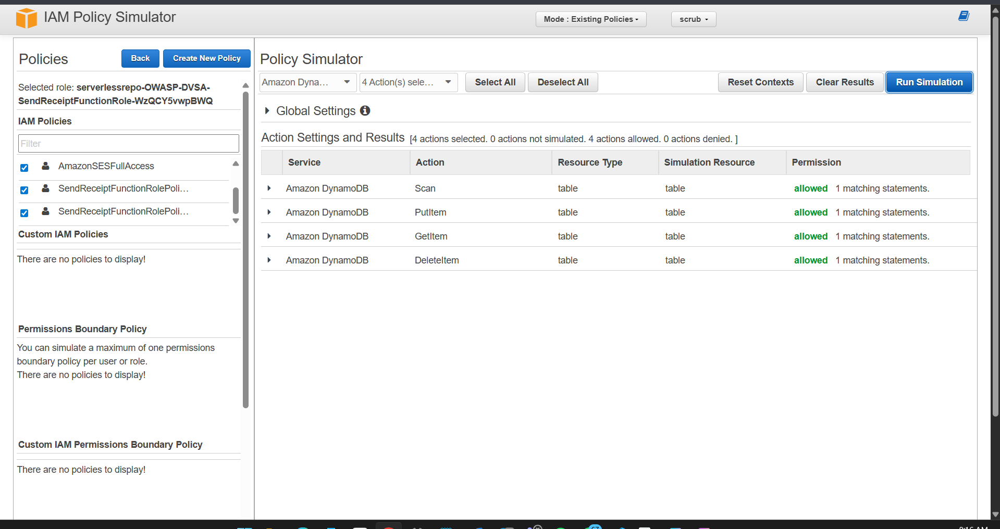 IAM Policy Simulator
Mode : Existing Policies
scrub
Policies
Back
Create New Policy
Selected role: serverlessrepo-OWASP-DVSA-
SendReceiptFunctionRole-WzQCY5vwpBWQ
IAM Policies
Filter
AmazonSESFullAccess
SendReceiptFunctionRolePoli…
SendReceiptFunctionRolePoli…
Custom IAM Policies
There are no policies to display!
Permissions Boundary Policy
You can simulate a maximum of one permissions
boundary policy per user or role.
There are no policies to display!
Custom IAM Permissions Boundary Policy
There are no policies to display!
Policy Simulator
Amazon Dyna…
4 Action(s) sele…
Select All
Deselect All
Reset Contexts
Clear Results
Run Simulation
Global Settings
Action Settings and Results [4 actions selected. 0 actions not simulated. 4 actions allowed. 0 actions denied. ]
Service Action Resource Type Simulation Resource Permission
Amazon DynamoDB Scan table table allowed 1 matching statements.
Amazon DynamoDB PutItem table table allowed 1 matching statements.
Amazon DynamoDB GetItem table table allowed 1 matching statements.
Amazon DynamoDB DeleteItem table table allowed 1 matching statements.